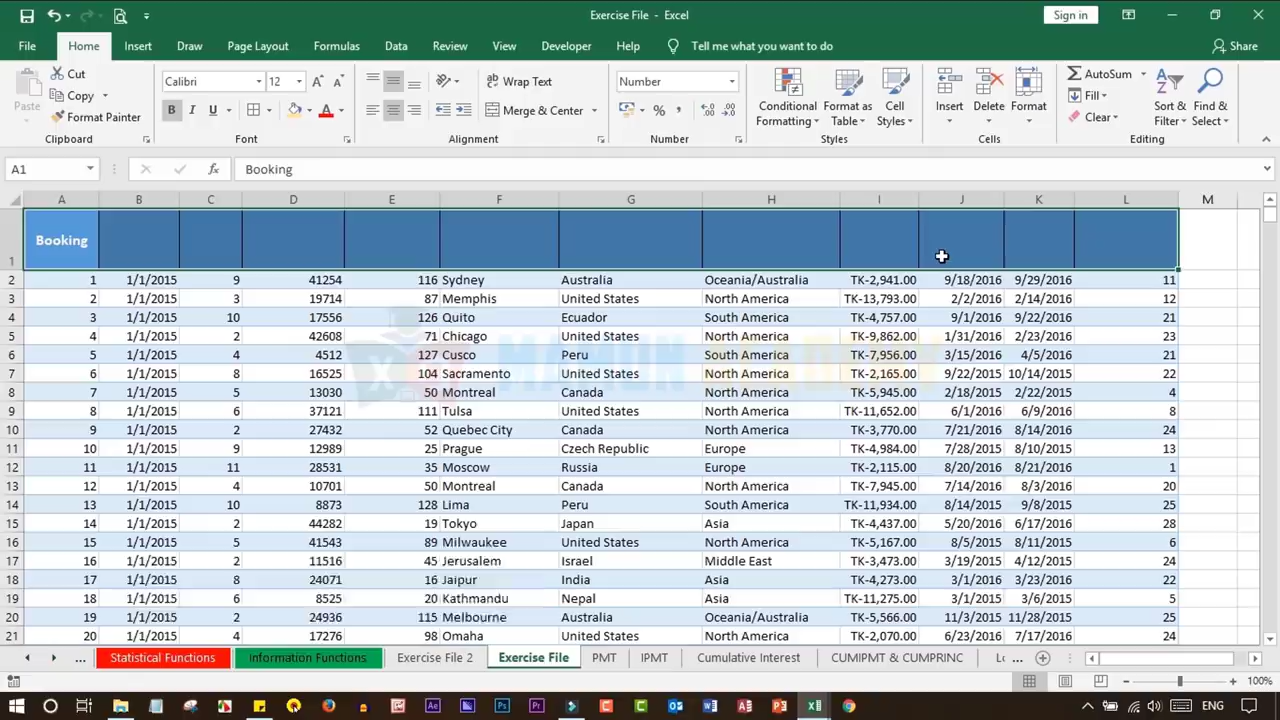 Exercise File - Excel
Sign in
File Home Insert Draw Page Layout Formulas Data Review View Developer Help Tell me what you want to do Share
Paste
Cut
Copy
Format Painter
Clipboard
Calibri 12
B I U
Font
Wrap Text
Merge & Center
Alignment
Number
%
Number
Conditional Formatting
Format as Table
Cell Styles
Styles
Insert
Delete
Format
Cells
AutoSum
Fill
Clear
Sort & Filter
Find & Select
Editing
A1 fx Booking
A B C D E F G H I J K L M
1 Booking
2 1 1/1/2015 9 41254 116 Sydney Australia Oceania/Australia TK-2,941.00 9/18/2016 9/29/2016 11
3 2 1/1/2015 3 19714 87 Memphis United States North America TK-13,793.00 2/2/2016 2/14/2016 12
4 3 1/1/2015 10 17556 126 Quito Ecuador South America TK-4,757.00 9/1/2016 9/22/2016 21
5 4 1/1/2015 2 42608 71 Chicago United States North America TK-9,862.00 1/31/2016 2/23/2016 23
6 5 1/1/2015 4 4512 127 Cusco Peru South America TK-7,956.00 3/15/2016 4/5/2016 21
7 6 1/1/2015 8 16525 104 Sacramento United States North America TK-2,165.00 9/22/2015 10/14/2015 22
8 7 1/1/2015 5 13030 50 Montreal Canada North America TK-5,945.00 2/18/2015 2/22/2015 4
9 8 1/1/2015 6 37121 111 Tulsa United States North America TK-11,652.00 6/1/2016 6/9/2016 8
10 9 1/1/2015 2 27432 52 Quebec City Canada North America TK-3,770.00 7/21/2016 8/14/2016 24
11 10 1/1/2015 9 12989 25 Prague Czech Republic Europe TK-4,984.00 7/28/2015 8/10/2015 13
12 11 1/1/2015 11 28531 35 Moscow Russia Europe TK-2,115.00 8/20/2016 8/21/2016 1
13 12 1/1/2015 4 10701 50 Montreal Canada North America TK-7,945.00 7/14/2016 8/3/2016 20
14 13 1/1/2015 10 8873 128 Lima Peru South America TK-11,934.00 8/14/2015 9/8/2015 25
15 14 1/1/2015 2 44282 19 Tokyo Japan Asia TK-4,437.00 5/20/2016 6/17/2016 28
16 15 1/1/2015 5 41543 89 Milwaukee United States North America TK-5,167.00 8/5/2015 8/11/2015 6
17 16 1/1/2015 2 11516 45 Jerusalem Israel Middle East TK-3,473.00 3/19/2015 4/12/2015 24
18 17 1/1/2015 8 24071 16 Jaipur India Asia TK-4,273.00 3/1/2016 3/23/2016 22
19 18 1/1/2015 6 8525 20 Kathmandu Nepal Asia TK-11,275.00 3/1/2015 3/6/2015 5
20 19 1/1/2015 2 24936 115 Melbourne Australia Oceania/Australia TK-5,566.00 11/3/2015 11/28/2015 25
21 20 1/1/2015 4 17276 98 Omaha United States North America TK-2,070.00 6/23/2016 7/17/2016 24
... Statistical Functions Information Functions Exercise File 2 Exercise File PMT IPMT Cumulative Interest CUMIPMT & CUMPRINC Lo ...
100%
ENG